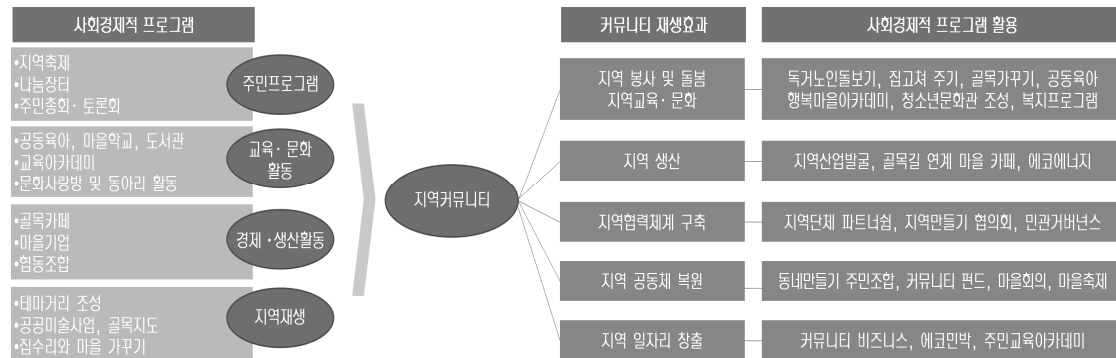 사회경제적 프로그램
•지역축제
•나눔장터
•주민총회· 토론회
주민프로그램
•공동육아, 마을학교, 도서관
•교육아카데미
•문화사랑방 및 동아리 활동
교육· 문화
활동
•골목카페
•마을기업
•협동조합
경제 ·생산활동
•테마거리 조성
•공공미술사업, 골목지도
•집수리와 마을 가꾸기
지역재생
지역커뮤니티
커뮤니티 재생효과
사회경제적 프로그램 활용
지역 봉사 및 돌봄
지역교육· 문화
독거노인돌보기, 집고쳐 주기, 골목가꾸기, 공동육아
행복마을아카데미, 청소년문화관 조성, 복지프로그램
지역 생산
지역산업발굴, 골목길 연계 마을 카페, 에코에너지
지역협력체계 구축
지역단체 파트너쉽, 지역만들기 협의회, 민관거버넌스
지역 공동체 복원
동네만들기 주민조합, 커뮤니티 펀드, 마을회의, 마을축제
지역 일자리 창출
커뮤니티 비즈니스, 에코민박, 주민교육아카데미